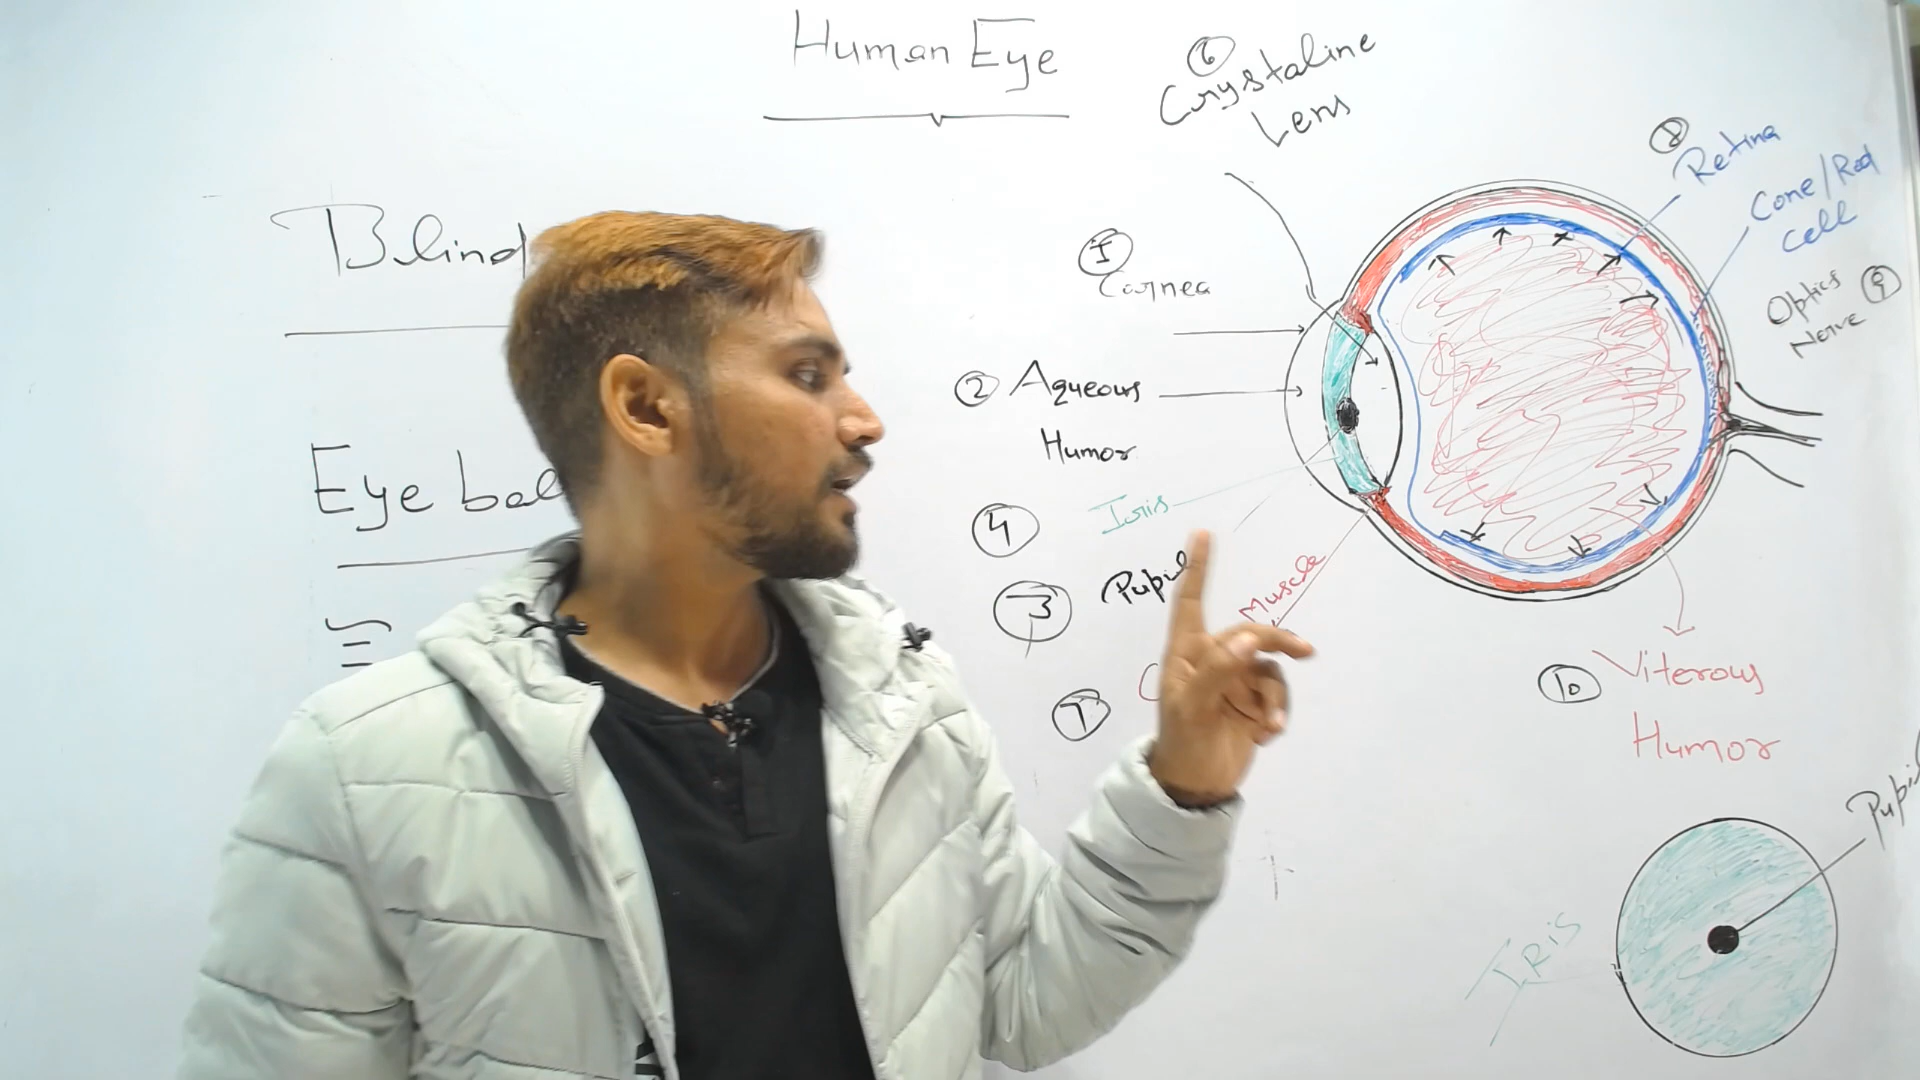 Human Eye
6
Crystaline
Lens
8
Retina
Cone/Rod
Cell
Optics
Nerve 9
Blind
1
Cornea
2 Aqueous
Humor
Eye bal
4 Iris
3 Pupil
Muscle
7 C
10 Viterous
Humor
Pupil
IRIS